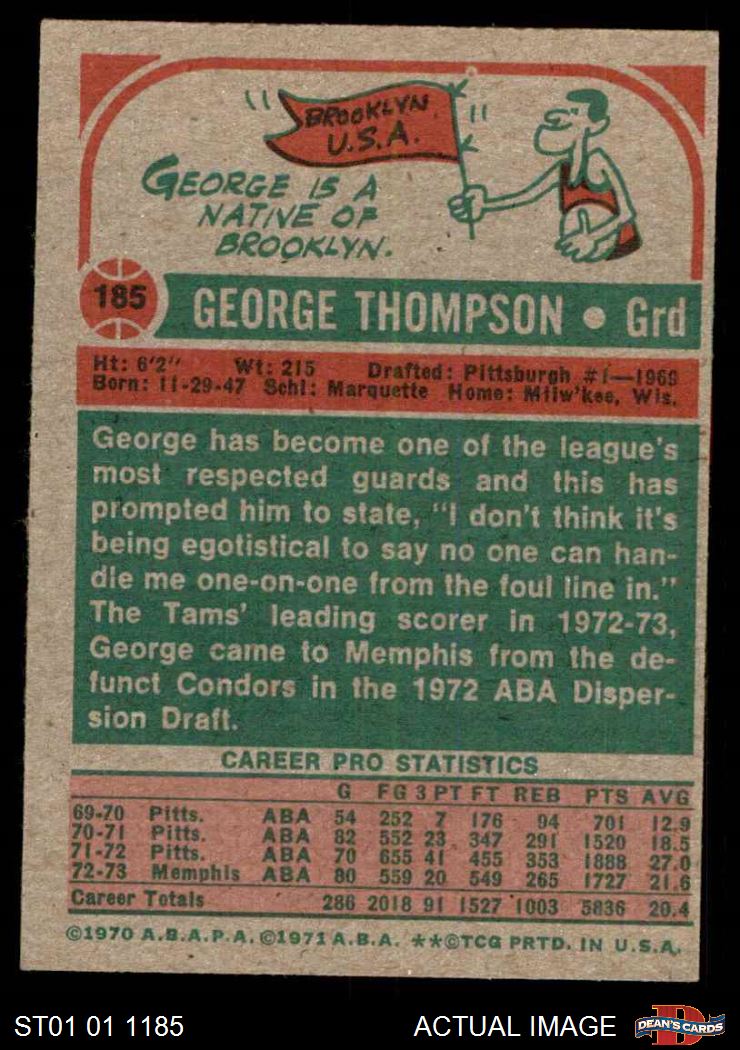 BROOKLYN
U.S.A.
GEORGE IS A
NATIVE OF
BROOKLYN.
185
GEORGE THOMPSON • Grd
Ht: 6'2" Wt: 215 Drafted: Pittsburgh #1—1969
Born: 11-29-47 Schl: Marquette Home: Milw'kee, Wis.
George has become one of the league's
most respected guards and this has
prompted him to state, "I don't think it's
being egotistical to say no one can han-
dle me one-on-one from the foul line in."
The Tams' leading scorer in 1972-73,
George came to Memphis from the de-
funct Condors in the 1972 ABA Disper-
sion Draft.
CAREER PRO STATISTICS
G FG 3 PT FT REB PTS AVG
69-70 Pitts. ABA 54 252 7 176 94 701 12.9
70-71 Pitts. ABA 82 552 23 347 291 1520 18.5
71-72 Pitts. ABA 70 655 41 455 353 1888 27.0
72-73 Memphis ABA 80 559 20 549 265 1727 21.6
Career Totals 286 2018 91 1527 1003 5836 20.4
©1970 A.B.A.P.A. ©1971 A.B.A. **©TCG PRTD. IN U.S.A.
ST01 01 1185
ACTUAL IMAGE
DEAN'S CARDS